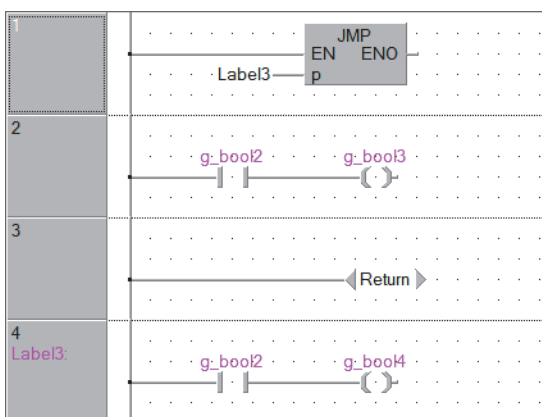 1
JMP
EN ENO
Label3 p
2
g_bool2 g_bool3
3
Return
4
Label3:
g_bool2 g_bool4